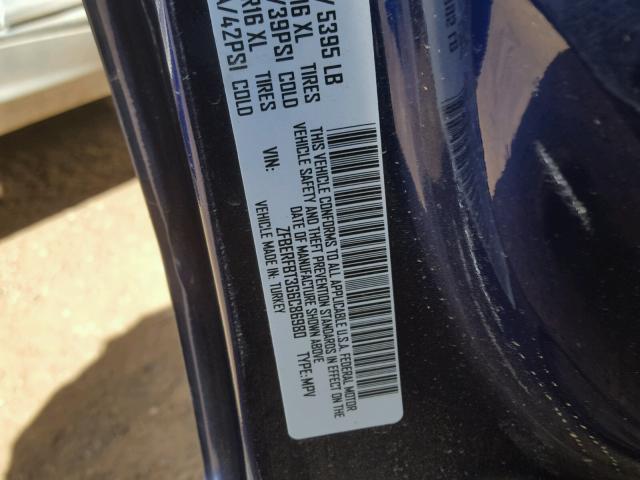 / 5395 LB
R16 XL TIRES
/39PSI COLD
R16 XL TIRES
/42PSI COLD
THIS VEHICLE CONFORMS TO ALL APPLICABLE U.S.A. FEDERAL MOTOR
VEHICLE SAFETY AND THEFT PREVENTION STANDARDS IN EFFECT ON THE
DATE OF MANUFACTURE SHOWN ABOVE
VIN: ZFBERFBT3G6C86980 TYPE:MPV
VEHICLE MADE IN: TURKEY